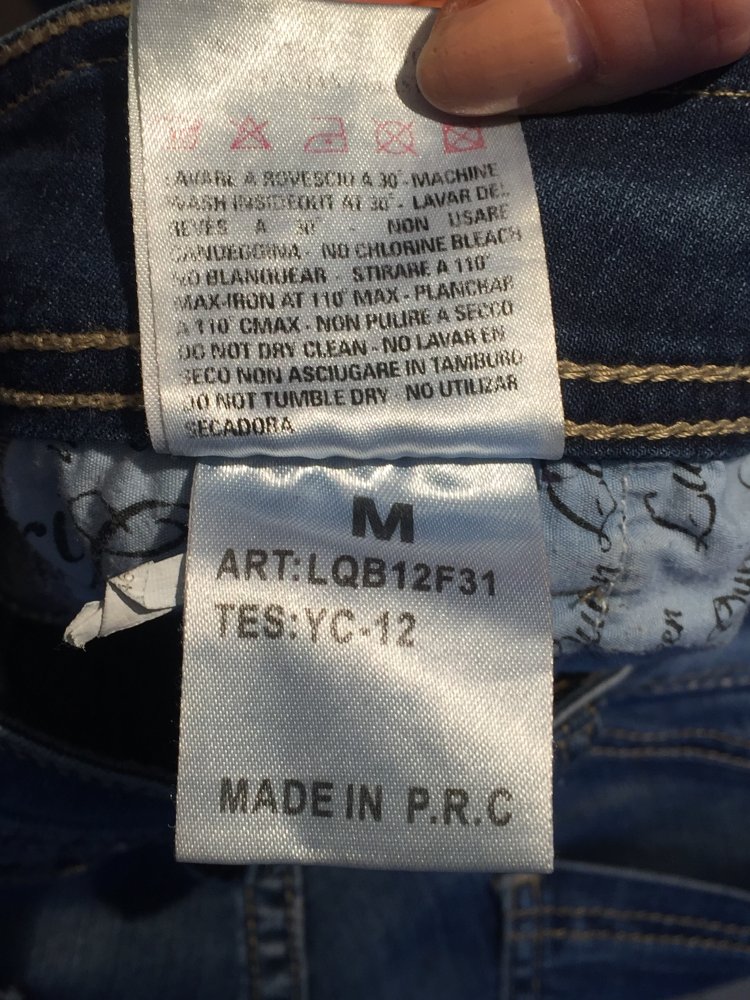 LAVARE A ROVESCIO A 30° - MACHINE
WASH INSIDEOUT AT 30° - LAVAR DEL
REVES A 30° - NON USARE
CANDEGGINA - NO CHLORINE BLEACH
NO BLANQUEAR - STIRARE A 110°
MAX-IRON AT 110° MAX - PLANCHAR
A 110° CMAX - NON PULIRE A SECCO
DO NOT DRY CLEAN - NO LAVAR EN
SECO NON ASCIUGARE IN TAMBURO
DO NOT TUMBLE DRY - NO UTILIZAR
SECADORA
M
ART:LQB12F31
TES:YC-12
MADE IN P.R.C